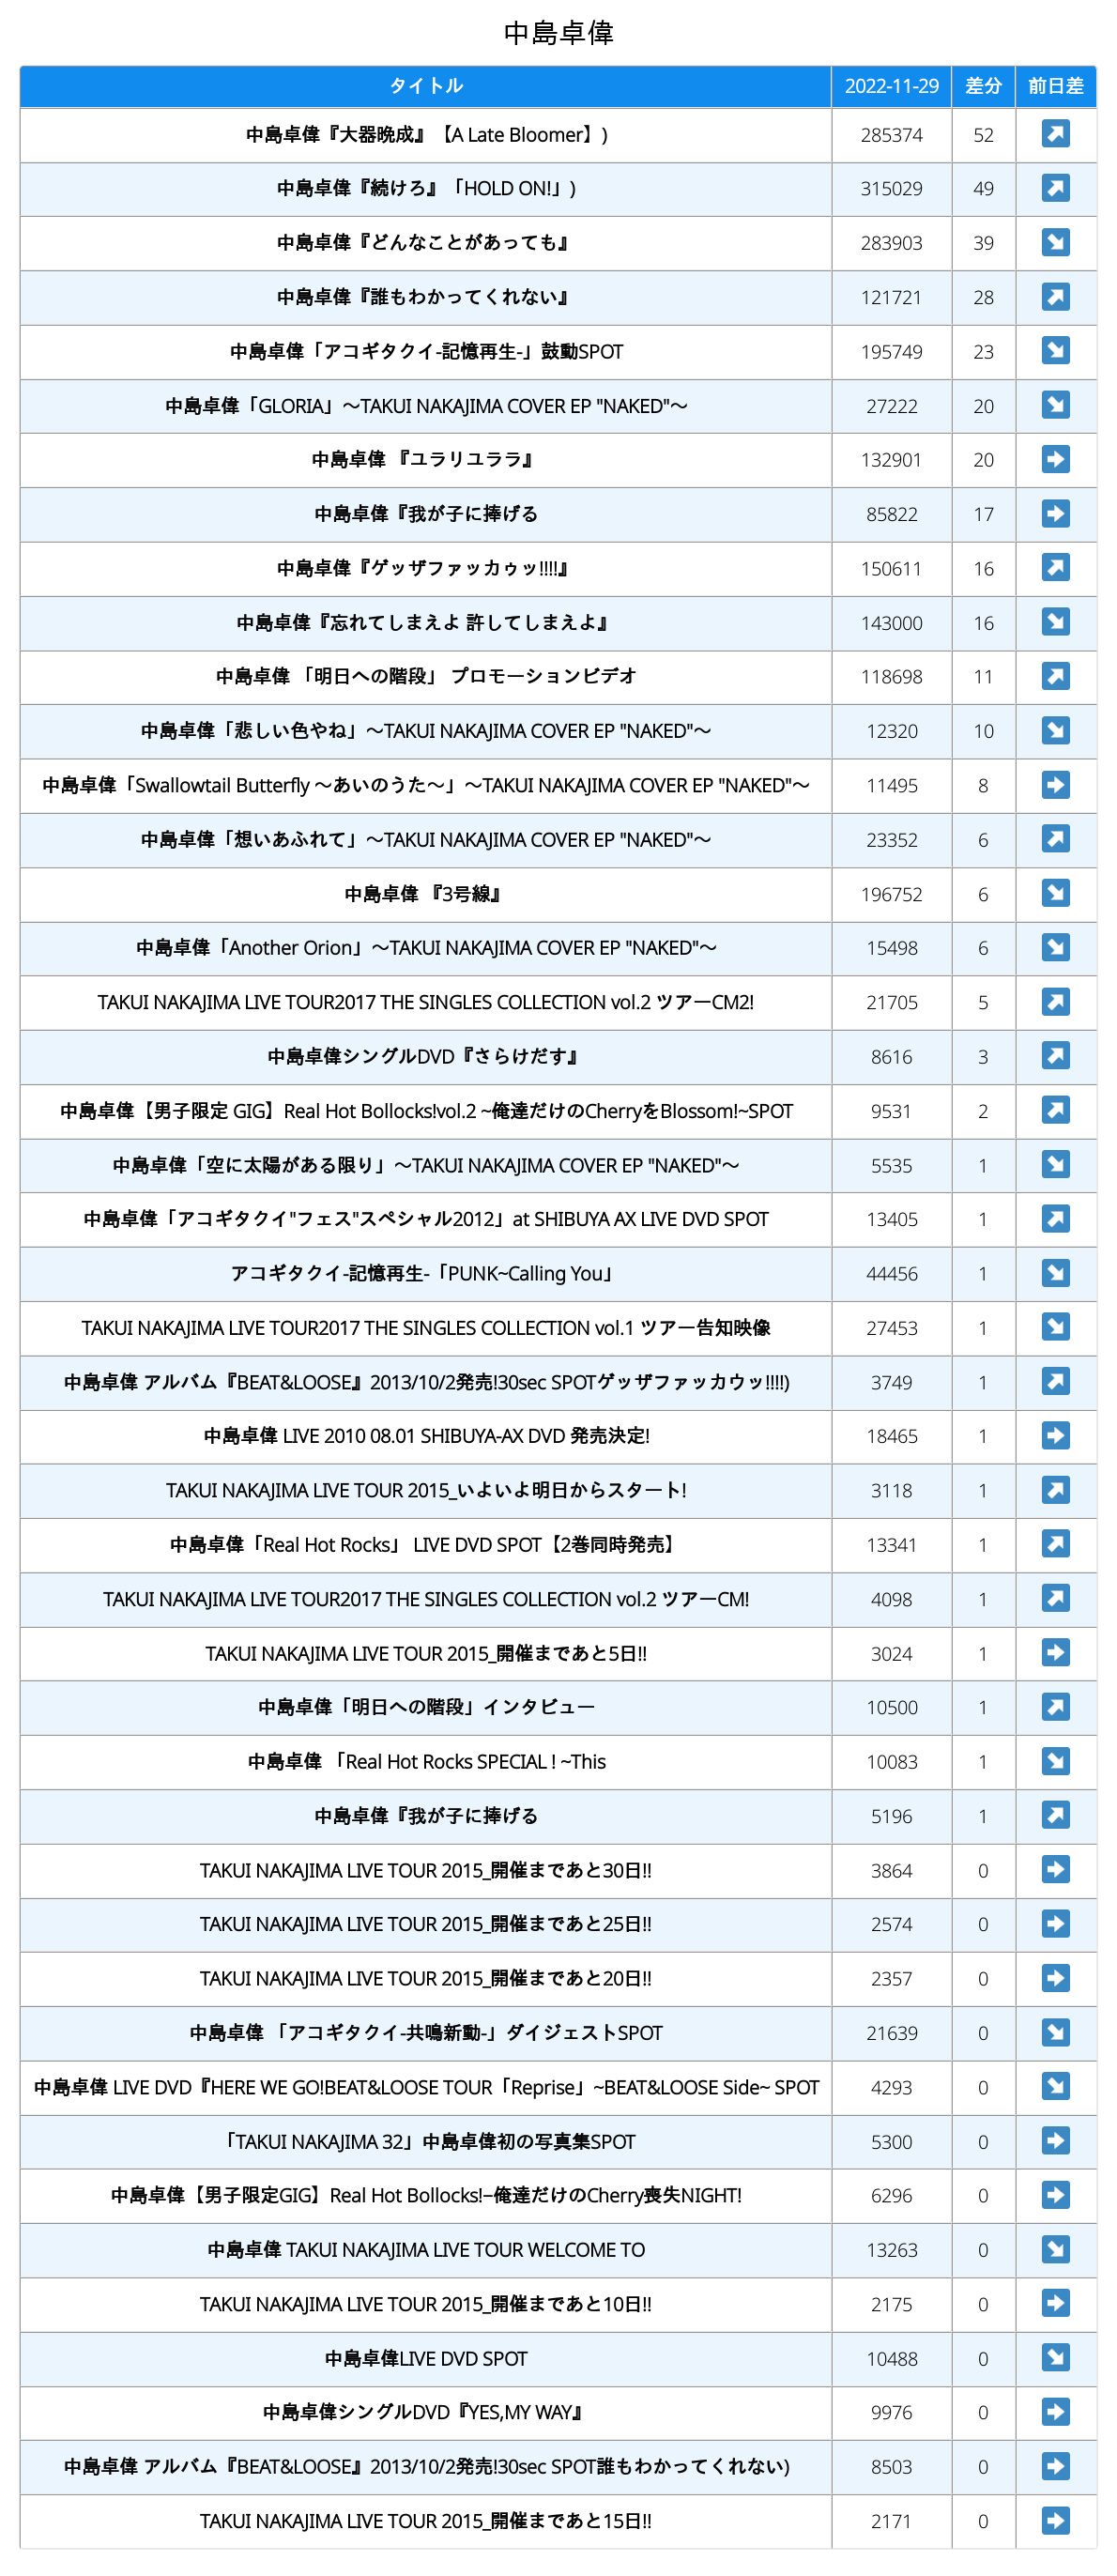 中島卓偉
タイトル 2022-11-29 差分 前日差
中島卓偉『大器晩成』【A Late Bloomer】) 285374 52 ↗
中島卓偉『続けろ』「HOLD ON!」) 315029 49 ↗
中島卓偉『どんなことがあっても』 283903 39 ↘
中島卓偉『誰もわかってくれない』 121721 28 ↗
中島卓偉「アコギタクイ-記憶再生-」鼓動SPOT 195749 23 ↘
中島卓偉「GLORIA」～TAKUI NAKAJIMA COVER EP "NAKED"～ 27222 20 ↘
中島卓偉 『ユラリユララ』 132901 20 ➡
中島卓偉『我が子に捧げる 85822 17 ➡
中島卓偉『ゲッザファッカゥッ!!!!』 150611 16 ↗
中島卓偉『忘れてしまえよ 許してしまえよ』 143000 16 ↘
中島卓偉 「明日への階段」 プロモーションビデオ 118698 11 ↗
中島卓偉「悲しい色やね」～TAKUI NAKAJIMA COVER EP "NAKED"～ 12320 10 ↘
中島卓偉「Swallowtail Butterfly ～あいのうた～」～TAKUI NAKAJIMA COVER EP "NAKED"～ 11495 8 ➡
中島卓偉「想いあふれて」～TAKUI NAKAJIMA COVER EP "NAKED"～ 23352 6 ↗
中島卓偉 『3号線』 196752 6 ↘
中島卓偉「Another Orion」～TAKUI NAKAJIMA COVER EP "NAKED"～ 15498 6 ↘
TAKUI NAKAJIMA LIVE TOUR2017 THE SINGLES COLLECTION vol.2 ツアーCM2! 21705 5 ↗
中島卓偉シングルDVD『さらけだす』 8616 3 ↗
中島卓偉【男子限定 GIG】Real Hot Bollocks!vol.2 ~俺達だけのCherryをBlossom!~SPOT 9531 2 ↗
中島卓偉「空に太陽がある限り」～TAKUI NAKAJIMA COVER EP "NAKED"～ 5535 1 ↘
中島卓偉「アコギタクイ"フェス"スペシャル2012」at SHIBUYA AX LIVE DVD SPOT 13405 1 ↗
アコギタクイ-記憶再生-「PUNK~Calling You」 44456 1 ↘
TAKUI NAKAJIMA LIVE TOUR2017 THE SINGLES COLLECTION vol.1 ツアー告知映像 27453 1 ↘
中島卓偉 アルバム『BEAT&LOOSE』2013/10/2発売!30sec SPOTゲッザファッカウッ!!!!) 3749 1 ↗
中島卓偉 LIVE 2010 08.01 SHIBUYA-AX DVD 発売決定! 18465 1 ➡
TAKUI NAKAJIMA LIVE TOUR 2015_いよいよ明日からスタート! 3118 1 ↗
中島卓偉「Real Hot Rocks」 LIVE DVD SPOT【2巻同時発売】 13341 1 ↗
TAKUI NAKAJIMA LIVE TOUR2017 THE SINGLES COLLECTION vol.2 ツアーCM! 4098 1 ↗
TAKUI NAKAJIMA LIVE TOUR 2015_開催まであと5日!! 3024 1 ➡
中島卓偉「明日への階段」インタビュー 10500 1 ↗
中島卓偉 「Real Hot Rocks SPECIAL ! ~This 10083 1 ↘
中島卓偉『我が子に捧げる 5196 1 ↗
TAKUI NAKAJIMA LIVE TOUR 2015_開催まであと30日!! 3864 0 ➡
TAKUI NAKAJIMA LIVE TOUR 2015_開催まであと25日!! 2574 0 ➡
TAKUI NAKAJIMA LIVE TOUR 2015_開催まであと20日!! 2357 0 ➡
中島卓偉 「アコギタクイ-共鳴新動-」ダイジェストSPOT 21639 0 ↘
中島卓偉 LIVE DVD『HERE WE GO!BEAT&LOOSE TOUR「Reprise」~BEAT&LOOSE Side~ SPOT 4293 0 ↘
「TAKUI NAKAJIMA 32」中島卓偉初の写真集SPOT 5300 0 ➡
中島卓偉【男子限定GIG】Real Hot Bollocks!−俺達だけのCherry喪失NIGHT! 6296 0 ➡
中島卓偉 TAKUI NAKAJIMA LIVE TOUR WELCOME TO 13263 0 ↘
TAKUI NAKAJIMA LIVE TOUR 2015_開催まであと10日!! 2175 0 ➡
中島卓偉LIVE DVD SPOT 10488 0 ↘
中島卓偉シングルDVD『YES,MY WAY』 9976 0 ➡
中島卓偉 アルバム『BEAT&LOOSE』2013/10/2発売!30sec SPOT誰もわかってくれない) 8503 0 ➡
TAKUI NAKAJIMA LIVE TOUR 2015_開催まであと15日!! 2171 0 ➡